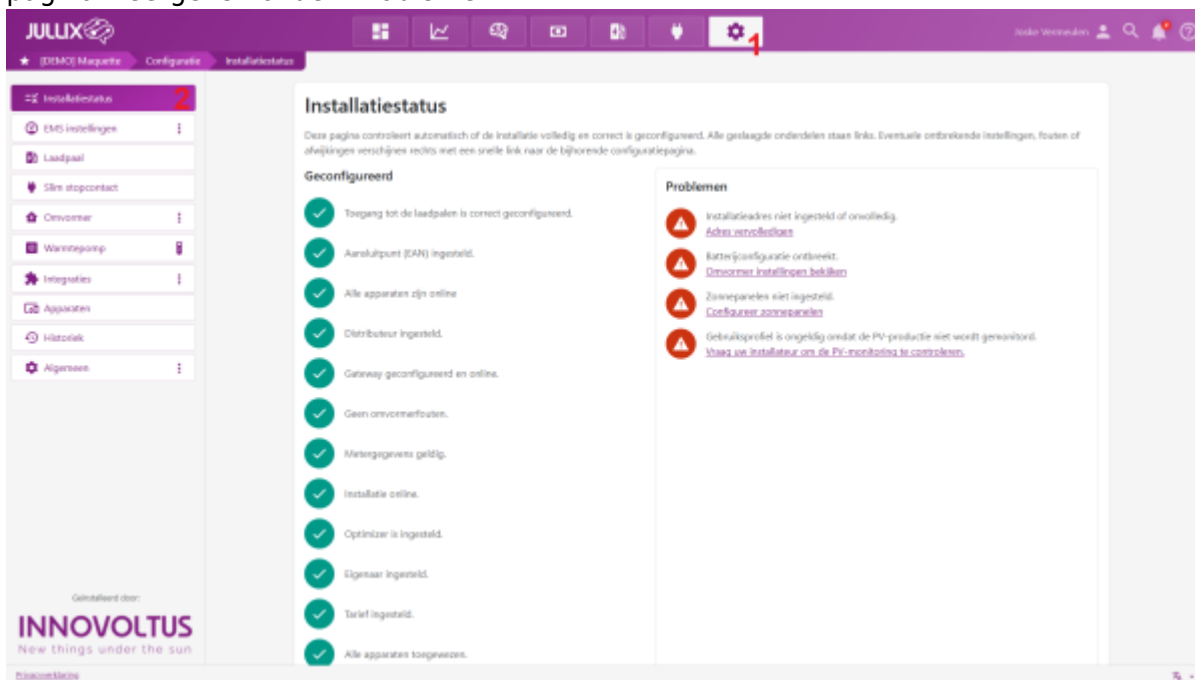 JULLIX
1
Joske Vermeulen
[DEMO] Maquette
Configuratie
Installatiestatus
Installatiestatus
2
EMS instellingen
Laadpaal
Slim stopcontact
Omvormer
Warmtepomp
Integraties
Apparaten
Historiek
Algemeen
Geïnstalleerd door:
INNOVOLTUS
New things under the sun
Privacyverklaring
Installatiestatus
Deze pagina controleert automatisch of de installatie volledig en correct is geconfigureerd. Alle geslaagde onderdelen staan links. Eventuele ontbrekende instellingen, fouten of
afwijkingen verschijnen rechts met een snelle link naar de bijhorende configuratiepagina.
Geconfigureerd
Toegang tot de laadpalen is correct geconfigureerd.
Aansluitpunt (EAN) ingesteld.
Alle apparaten zijn online
Distributeur ingesteld.
Gateway geconfigureerd en online.
Geen omvormerfouten.
Metergegevens geldig.
Installatie online.
Optimizer is ingesteld.
Eigenaar ingesteld.
Tarief ingesteld.
Alle apparaten toegewezen.
Problemen
Installatieadres niet ingesteld of onvolledig.
Adres vervolledigen
Batterijconfiguratie ontbreekt.
Omvormer instellingen bekijken
Zonnepanelen niet ingesteld.
Configureer zonnepanelen
Gebruiksprofiel is ongeldig omdat de PV-productie niet wordt gemonitord.
Vraag uw installateur om de PV-monitoring te controleren.